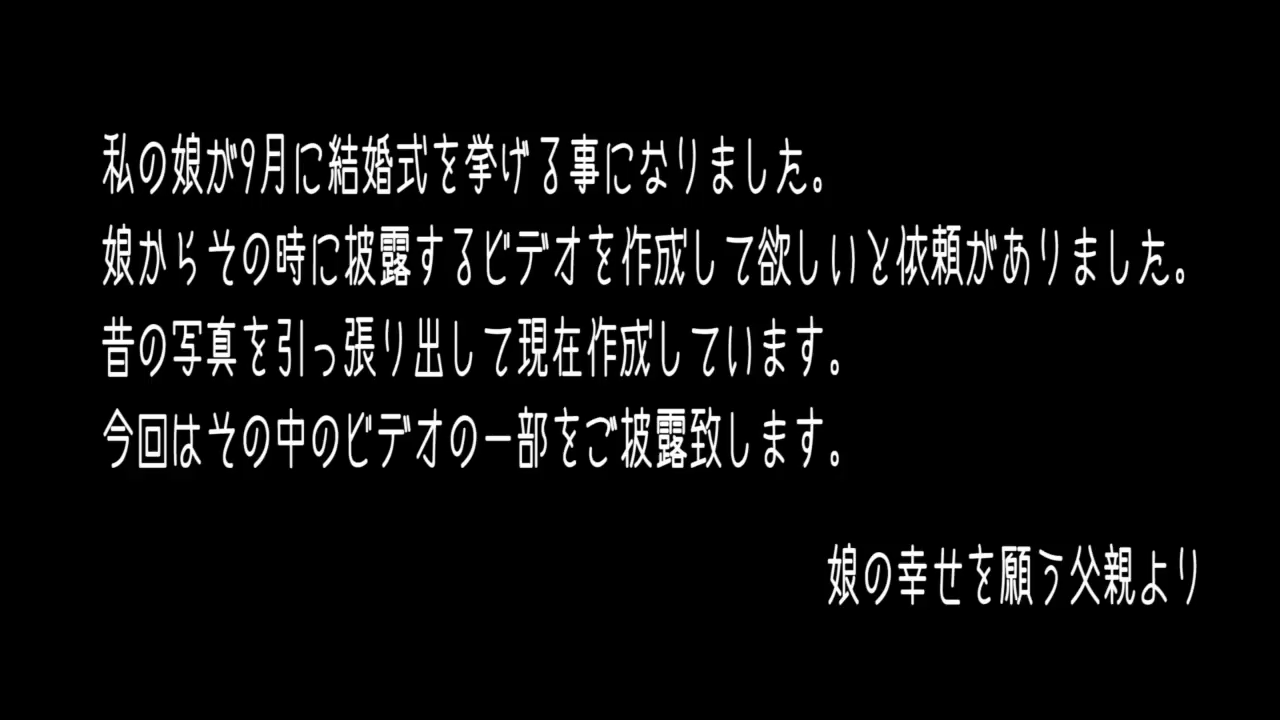 私の娘が9月に結婚式を挙げる事になりました。
娘からその時に披露するビデオを作成して欲しいと依頼がありました。
昔の写真を引っ張り出して現在作成しています。
今回はその中のビデオの一部をご披露致します。
娘の幸せを願う父親より